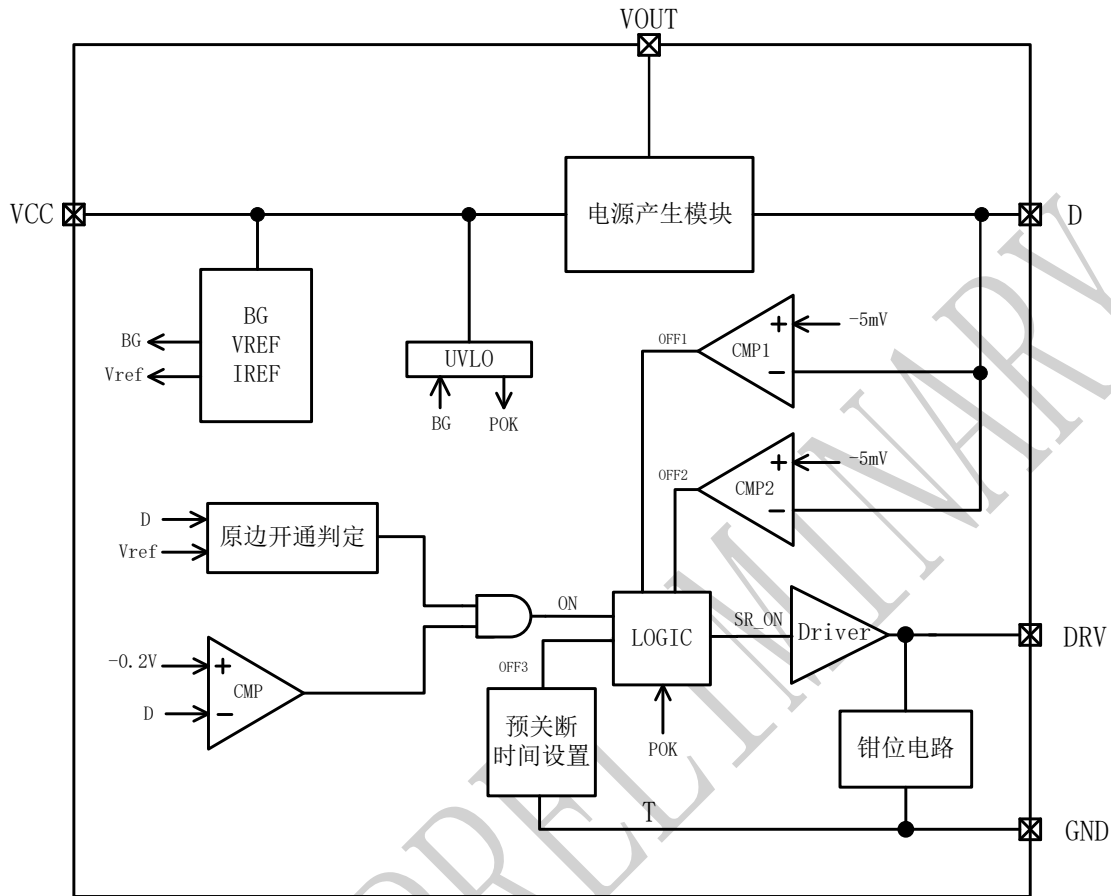 VOUT
VCC
电源产生模块
D
BG
VREF
IREF
BG
Vref
UVLO
BG
POK
OFF1
CMP1
+
-5mV
−
OFF2
CMP2
+
-5mV
−
D
Vref
原边开通判定
ON
LOGIC
SR_ON
Driver
DRV
-0.2V
+
CMP
D
−
OFF3
预关断
时间设置
POK
钳位电路
T
GND
PRELIMINARY